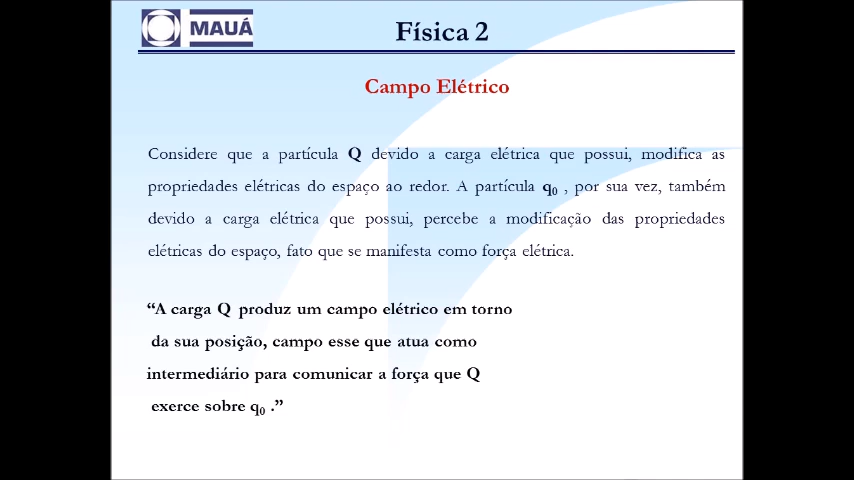 MAUÁ
Física 2
Campo Elétrico
Considere que a partícula Q devido a carga elétrica que possui, modifica as
propriedades elétricas do espaço ao redor. A partícula q₀ , por sua vez, também
devido a carga elétrica que possui, percebe a modificação das propriedades
elétricas do espaço, fato que se manifesta como força elétrica.
“A carga Q produz um campo elétrico em torno
da sua posição, campo esse que atua como
intermediário para comunicar a força que Q
exerce sobre q₀ .”